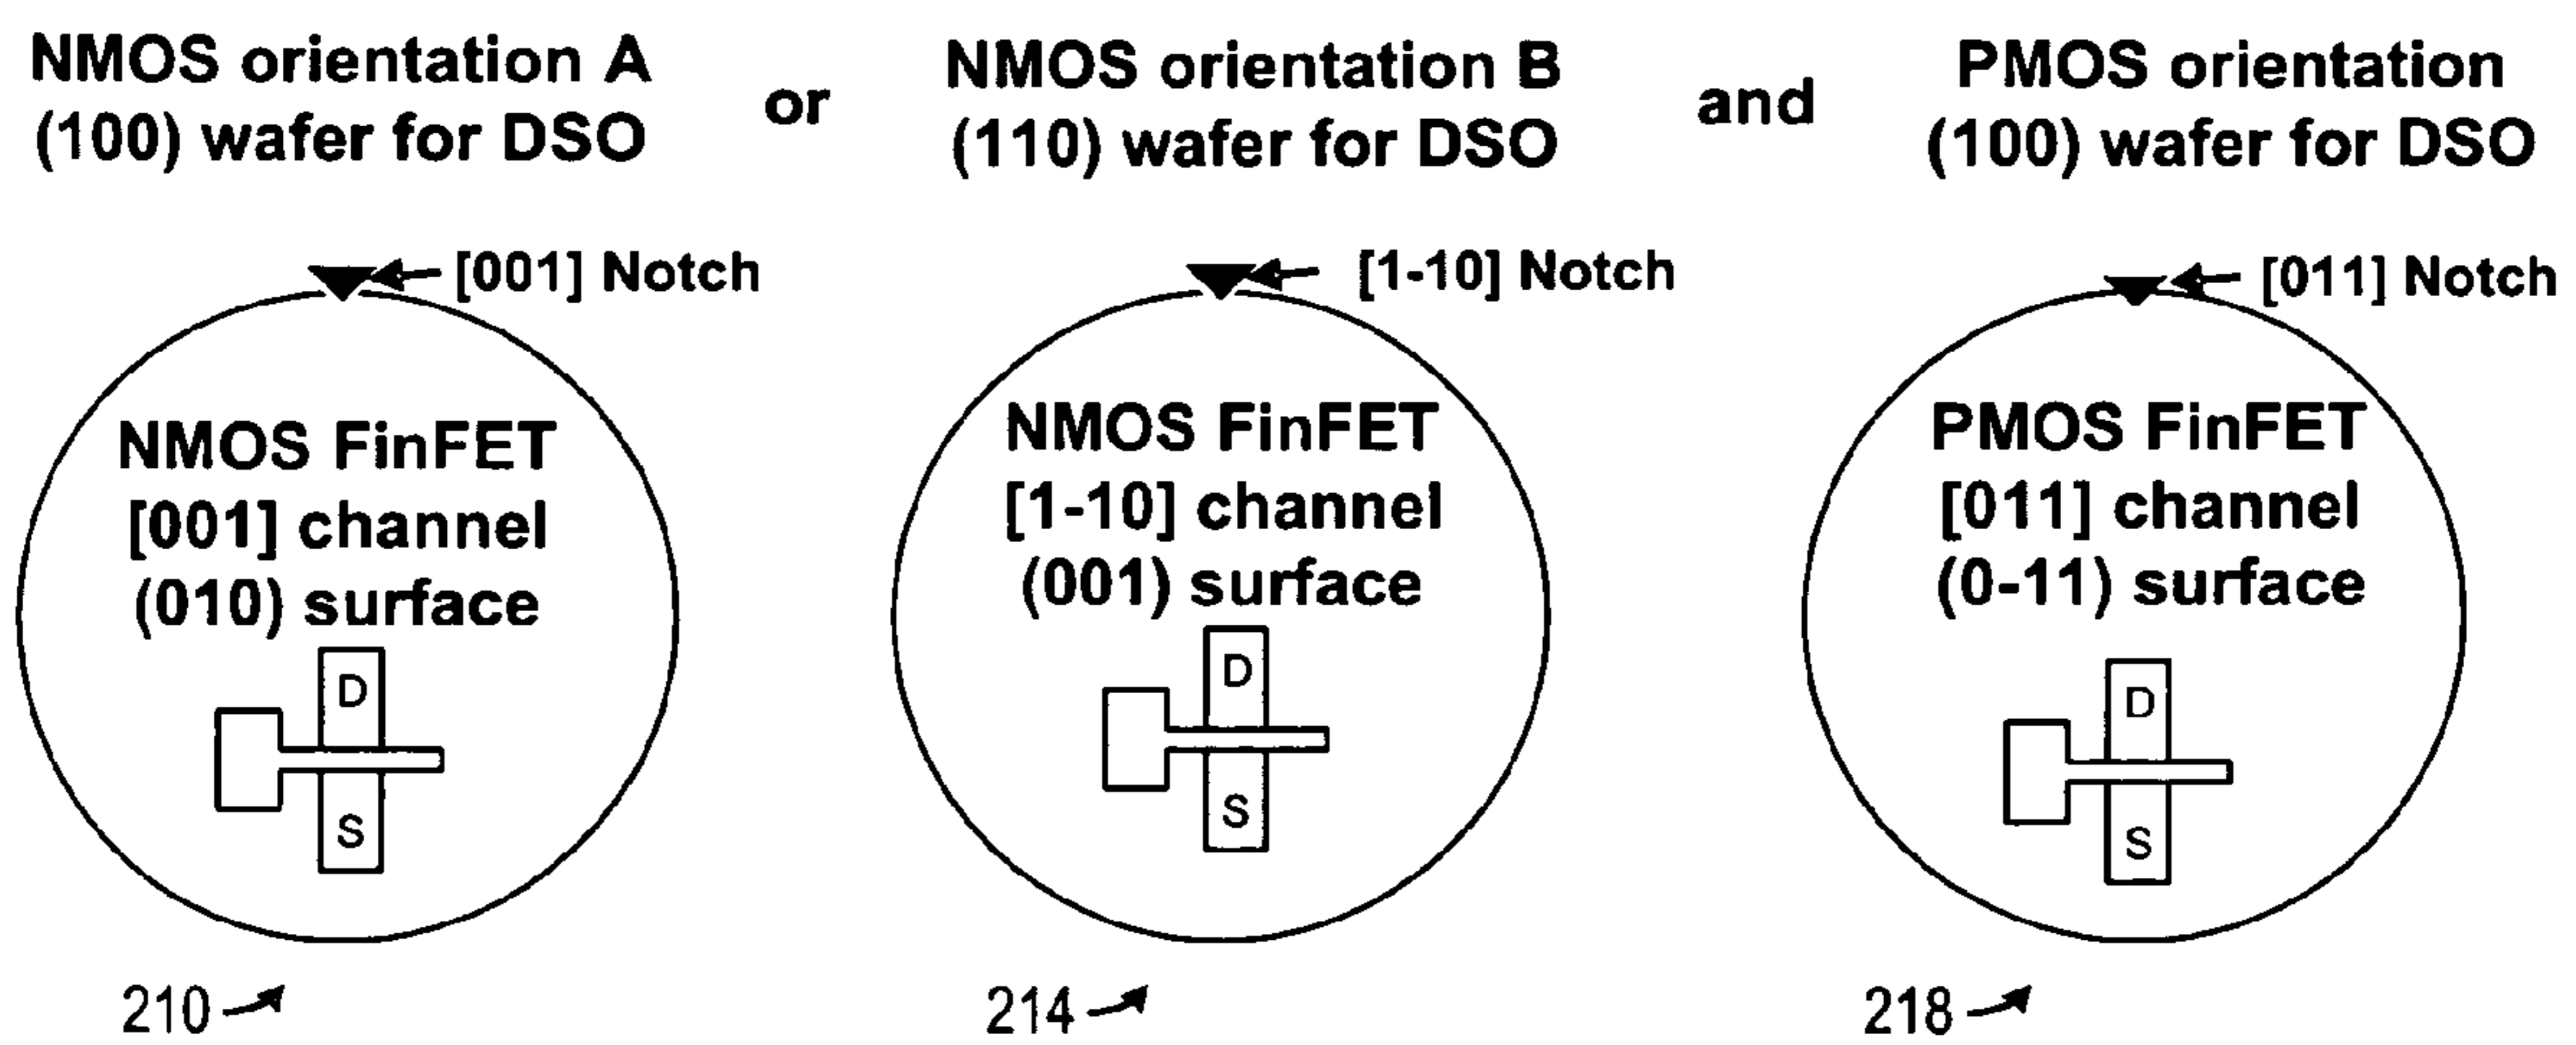 NMOS orientation A
(100) wafer for DSO
or
NMOS orientation B
(110) wafer for DSO
and
PMOS orientation
(100) wafer for DSO
[001] Notch
NMOS FinFET
[001] channel
(010) surface
D
S
210
[1-10] Notch
NMOS FinFET
[1-10] channel
(001) surface
D
S
214
[011] Notch
PMOS FinFET
[011] channel
(0-11) surface
D
S
218